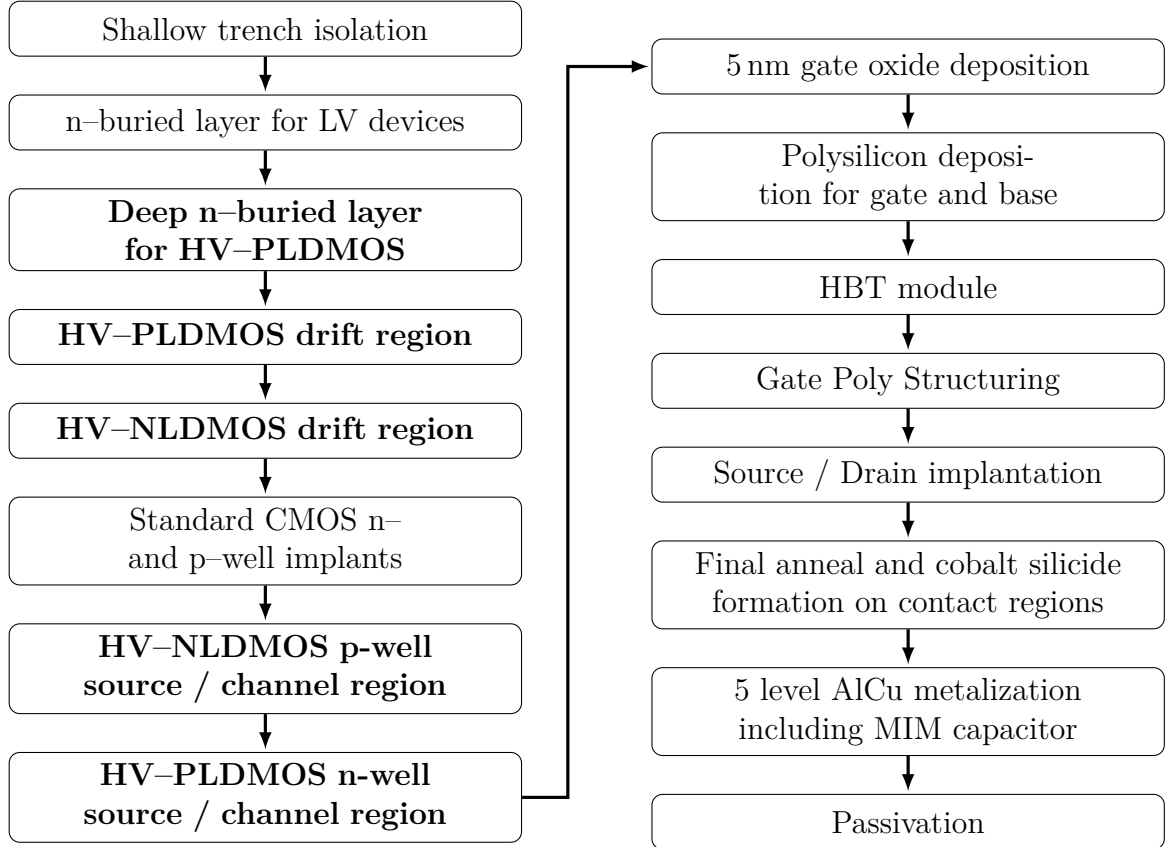 Shallow trench isolation
n–buried layer for LV devices
Deep n–buried layer
for HV–PLDMOS
HV–PLDMOS drift region
HV–NLDMOS drift region
Standard CMOS n–
and p–well implants
HV–NLDMOS p-well
source / channel region
HV–PLDMOS n-well
source / channel region
5 nm gate oxide deposition
Polysilicon deposi-
tion for gate and base
HBT module
Gate Poly Structuring
Source / Drain implantation
Final anneal and cobalt silicide
formation on contact regions
5 level AlCu metalization
including MIM capacitor
Passivation